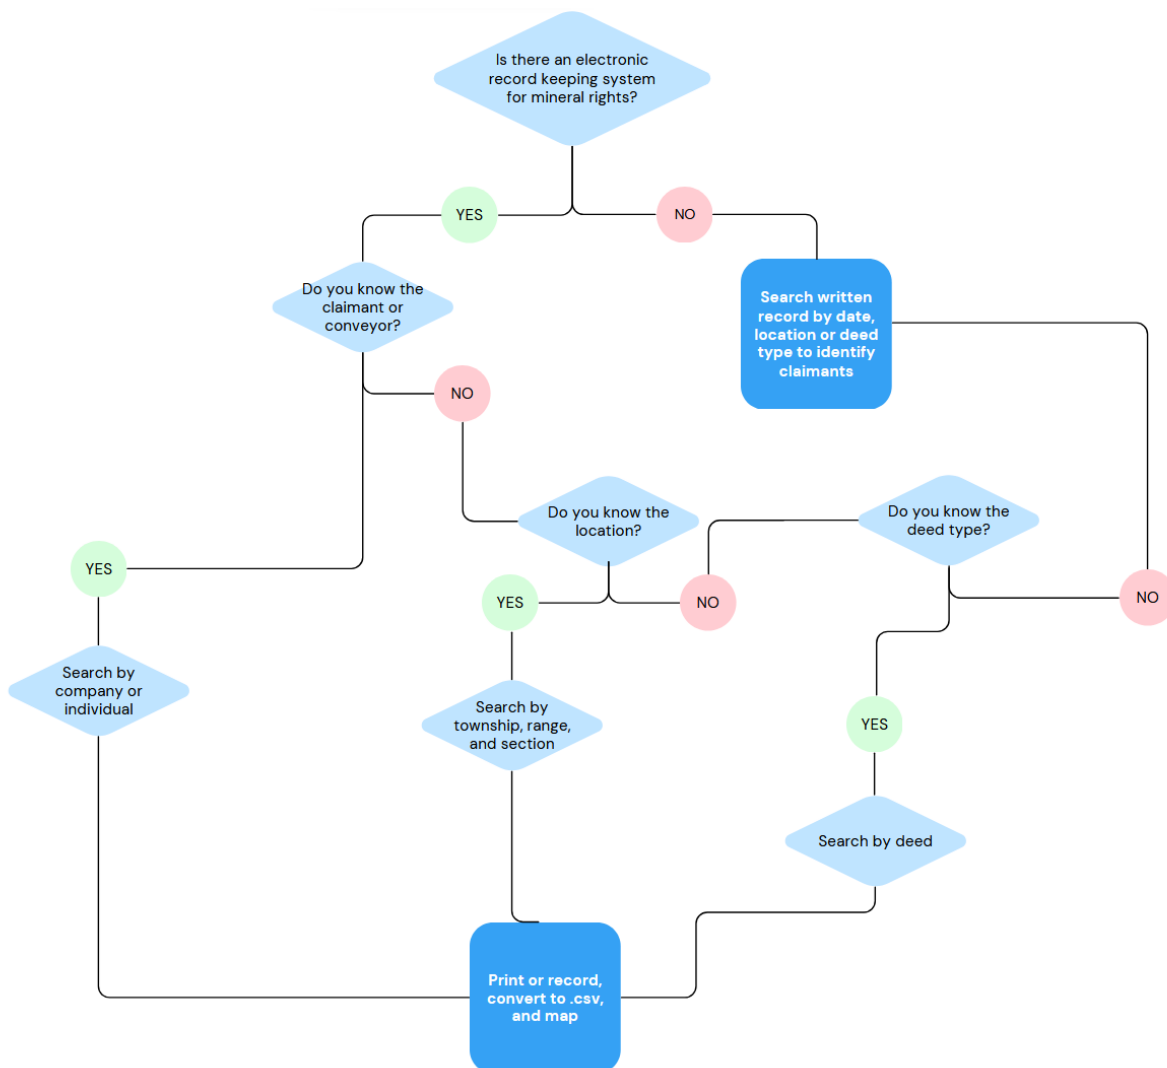 Is there an electronic
record keeping system
for mineral rights?
YES
NO
Do you know the
claimant or
conveyor?
Search written
record by date,
location or deed
type to identify
claimants
NO
Do you know the
location?
Do you know the
deed type?
YES
YES
NO
NO
Search by
company or
individual
Search by
township, range,
and section
YES
Search by deed
Print or record,
convert to .csv,
and map